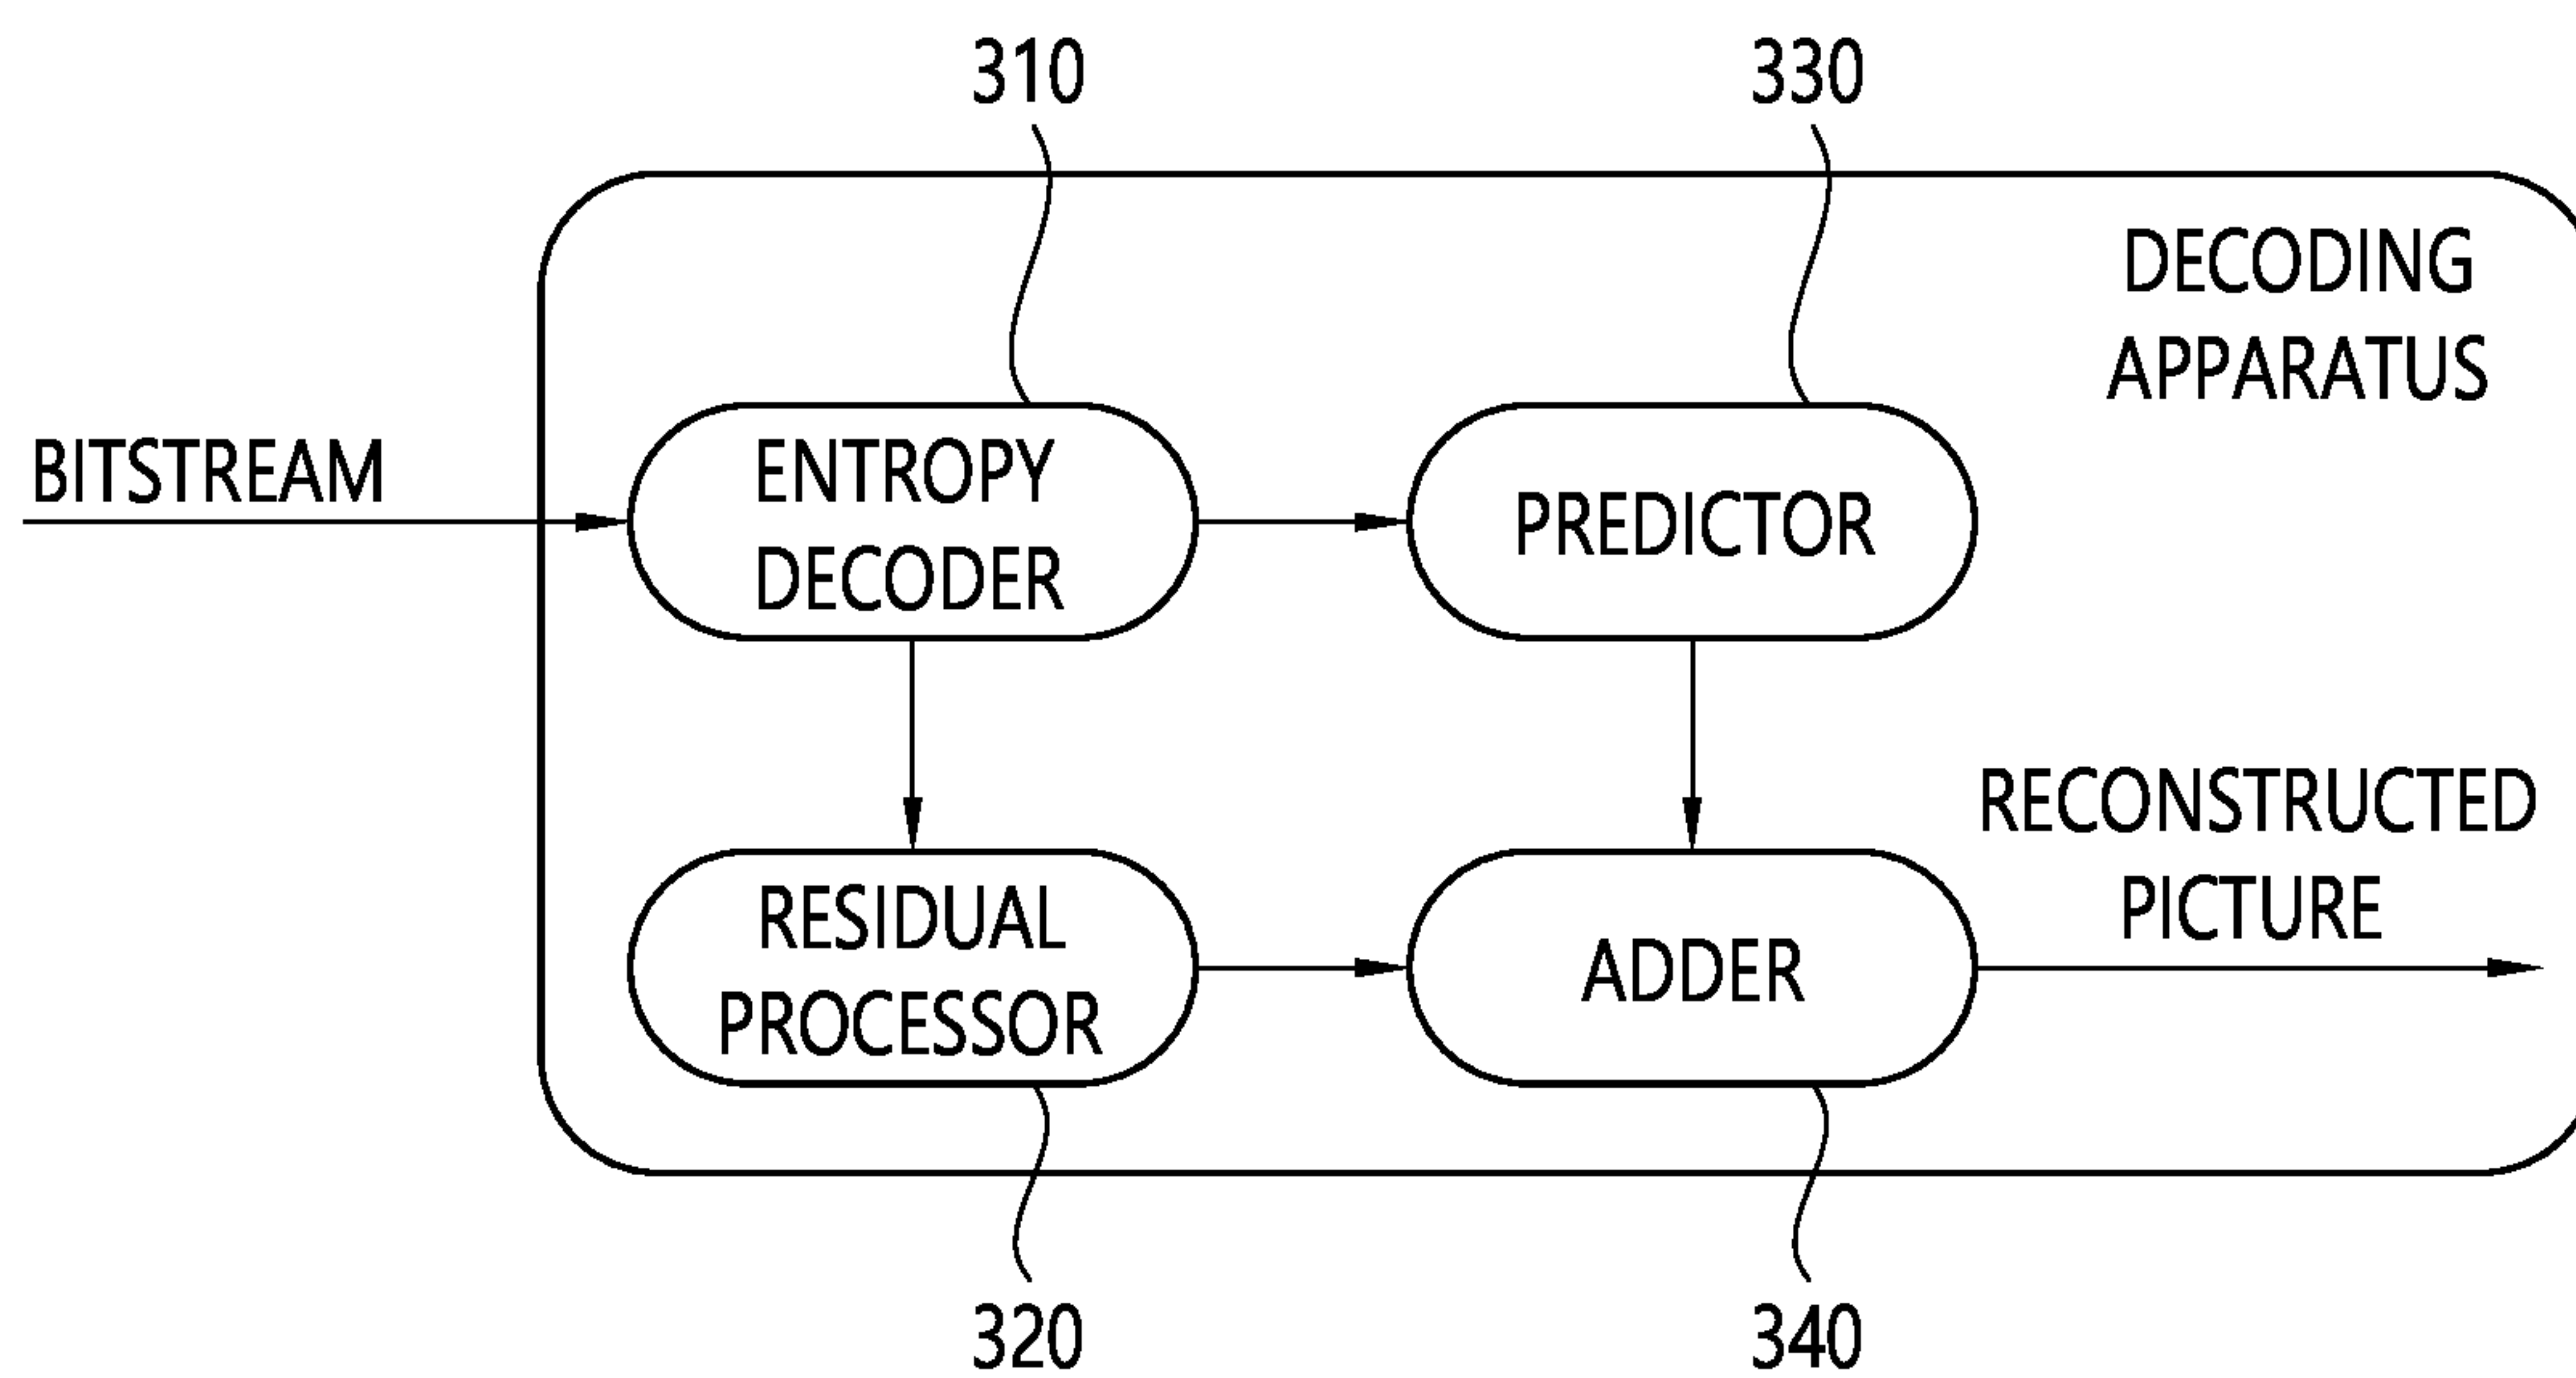 310
330
DECODING
APPARATUS
BITSTREAM
ENTROPY
DECODER
PREDICTOR
RECONSTRUCTED
PICTURE
RESIDUAL
PROCESSOR
ADDER
320
340